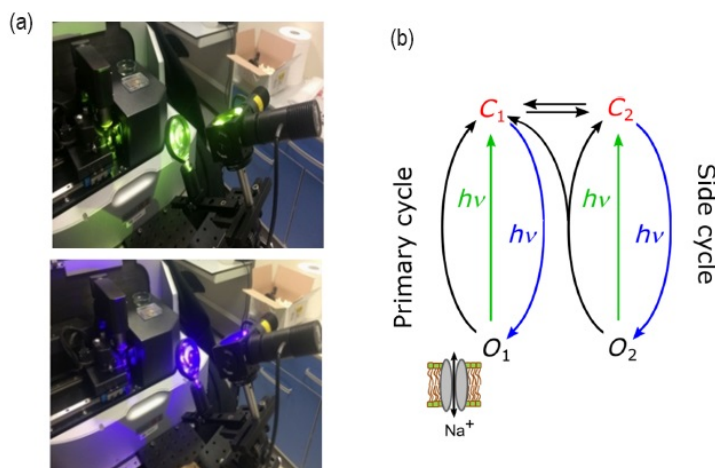 (a)
(b)
C₁
C₂
Primary cycle
hν
hν
hν
hν
Side cycle
O₁
O₂
Na⁺